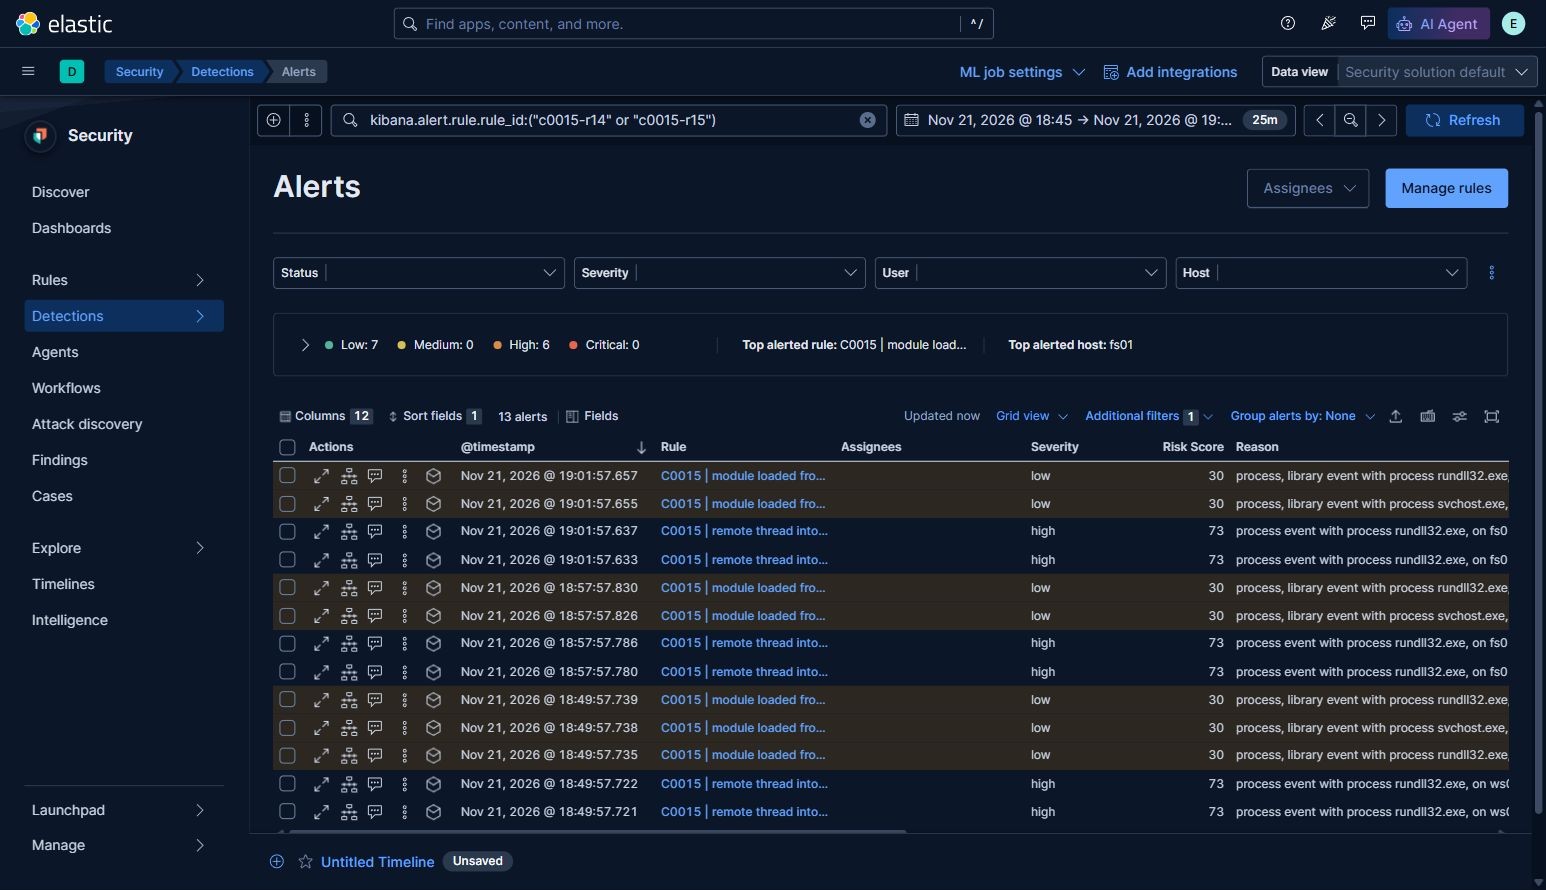 elastic
Find apps, content, and more.
^ /
AI Agent
E
D
Security
Detections
Alerts
ML job settings
Add integrations
Data view
Security solution default
Security
kibana.alert.rule.rule_id:("c0015-r14" or "c0015-r15")
Nov 21, 2026 @ 18:45 → Nov 21, 2026 @ 19:...
25m
Refresh
Discover
Dashboards
Rules
Detections
Agents
Workflows
Attack discovery
Findings
Cases
Explore
Timelines
Intelligence
Launchpad
Manage
Alerts
Assignees
Manage rules
Status
Severity
User
Host
Low: 7
Medium: 0
High: 6
Critical: 0
Top alerted rule: C0015 | module load...
Top alerted host: fs01
Columns 12
Sort fields 1
13 alerts
Fields
Updated now
Grid view
Additional filters 1
Group alerts by: None
Actions @timestamp Rule Assignees Severity Risk Score Reason
Nov 21, 2026 @ 19:01:57.657 C0015 | module loaded fro... low 30 process, library event with process rundll32.exe,
Nov 21, 2026 @ 19:01:57.655 C0015 | module loaded fro... low 30 process, library event with process svchost.exe,
Nov 21, 2026 @ 19:01:57.637 C0015 | remote thread into... high 73 process event with process rundll32.exe, on fs0
Nov 21, 2026 @ 19:01:57.633 C0015 | remote thread into... high 73 process event with process rundll32.exe, on fs0
Nov 21, 2026 @ 18:57:57.830 C0015 | module loaded fro... low 30 process, library event with process rundll32.exe,
Nov 21, 2026 @ 18:57:57.826 C0015 | module loaded fro... low 30 process, library event with process svchost.exe,
Nov 21, 2026 @ 18:57:57.786 C0015 | remote thread into... high 73 process event with process rundll32.exe, on fs0
Nov 21, 2026 @ 18:57:57.780 C0015 | remote thread into... high 73 process event with process rundll32.exe, on fs0
Nov 21, 2026 @ 18:49:57.739 C0015 | module loaded fro... low 30 process, library event with process rundll32.exe,
Nov 21, 2026 @ 18:49:57.738 C0015 | module loaded fro... low 30 process, library event with process svchost.exe,
Nov 21, 2026 @ 18:49:57.735 C0015 | module loaded fro... low 30 process, library event with process rundll32.exe,
Nov 21, 2026 @ 18:49:57.722 C0015 | remote thread into... high 73 process event with process rundll32.exe, on ws0
Nov 21, 2026 @ 18:49:57.721 C0015 | remote thread into... high 73 process event with process rundll32.exe, on ws0
Untitled Timeline
Unsaved